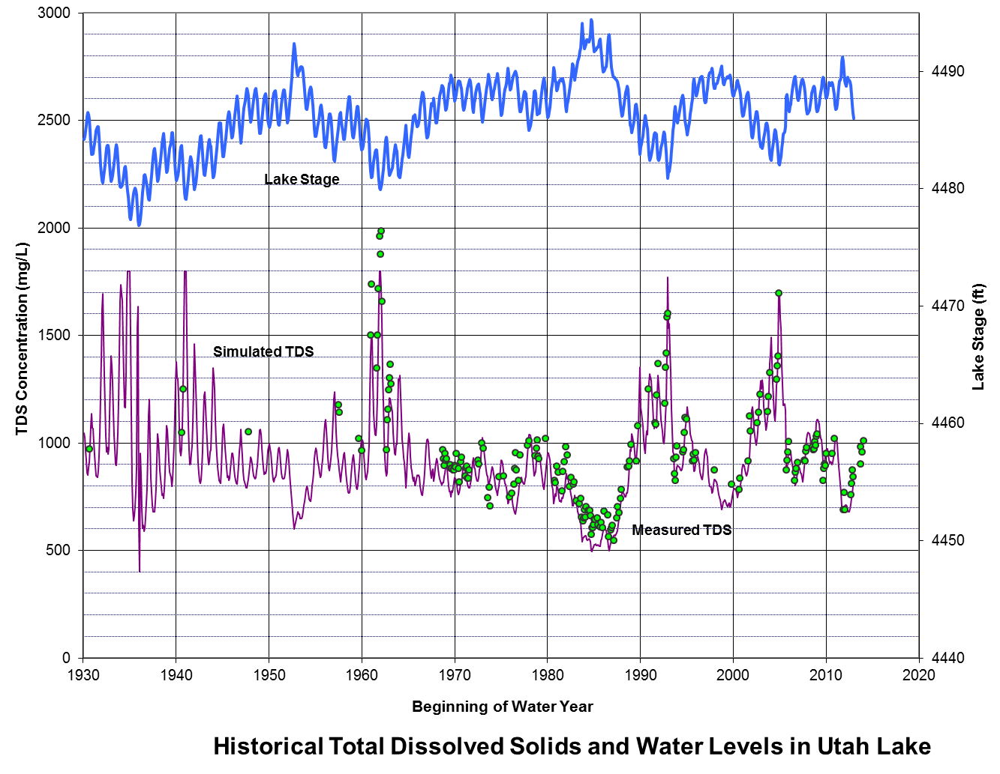 3000
2500
2000
1500
1000
500
0
TDS Concentration (mg/L)
4490
4480
4470
4460
4450
4440
Lake Stage (ft)
Lake Stage
Simulated TDS
Measured TDS
1930 1940 1950 1960 1970 1980 1990 2000 2010 2020
Beginning of Water Year
Historical Total Dissolved Solids and Water Levels in Utah Lake